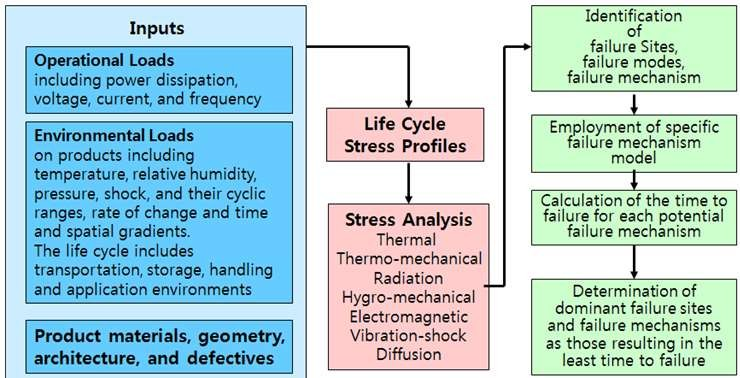 Inputs
Operational Loads
including power dissipation,
voltage, current, and frequency
Environmental Loads
on products including
temperature, relative humidity,
pressure, shock, and their cyclic
ranges, rate of change and time
and spatial gradients.
The life cycle includes
transportation, storage, handling
and application environments
Product materials, geometry,
architecture, and defectives
Life Cycle
Stress Profiles
Stress Analysis
Thermal
Thermo-mechanical
Radiation
Hygro-mechanical
Electromagnetic
Vibration-shock
Diffusion
Identification
of
failure Sites,
failure modes,
failure mechanism
Employment of specific
failure mechanism
model
Calculation of the time to
failure for each potential
failure mechanism
Determination of
dominant failure sites
and failure mechanisms
as those resulting in the
least time to failure